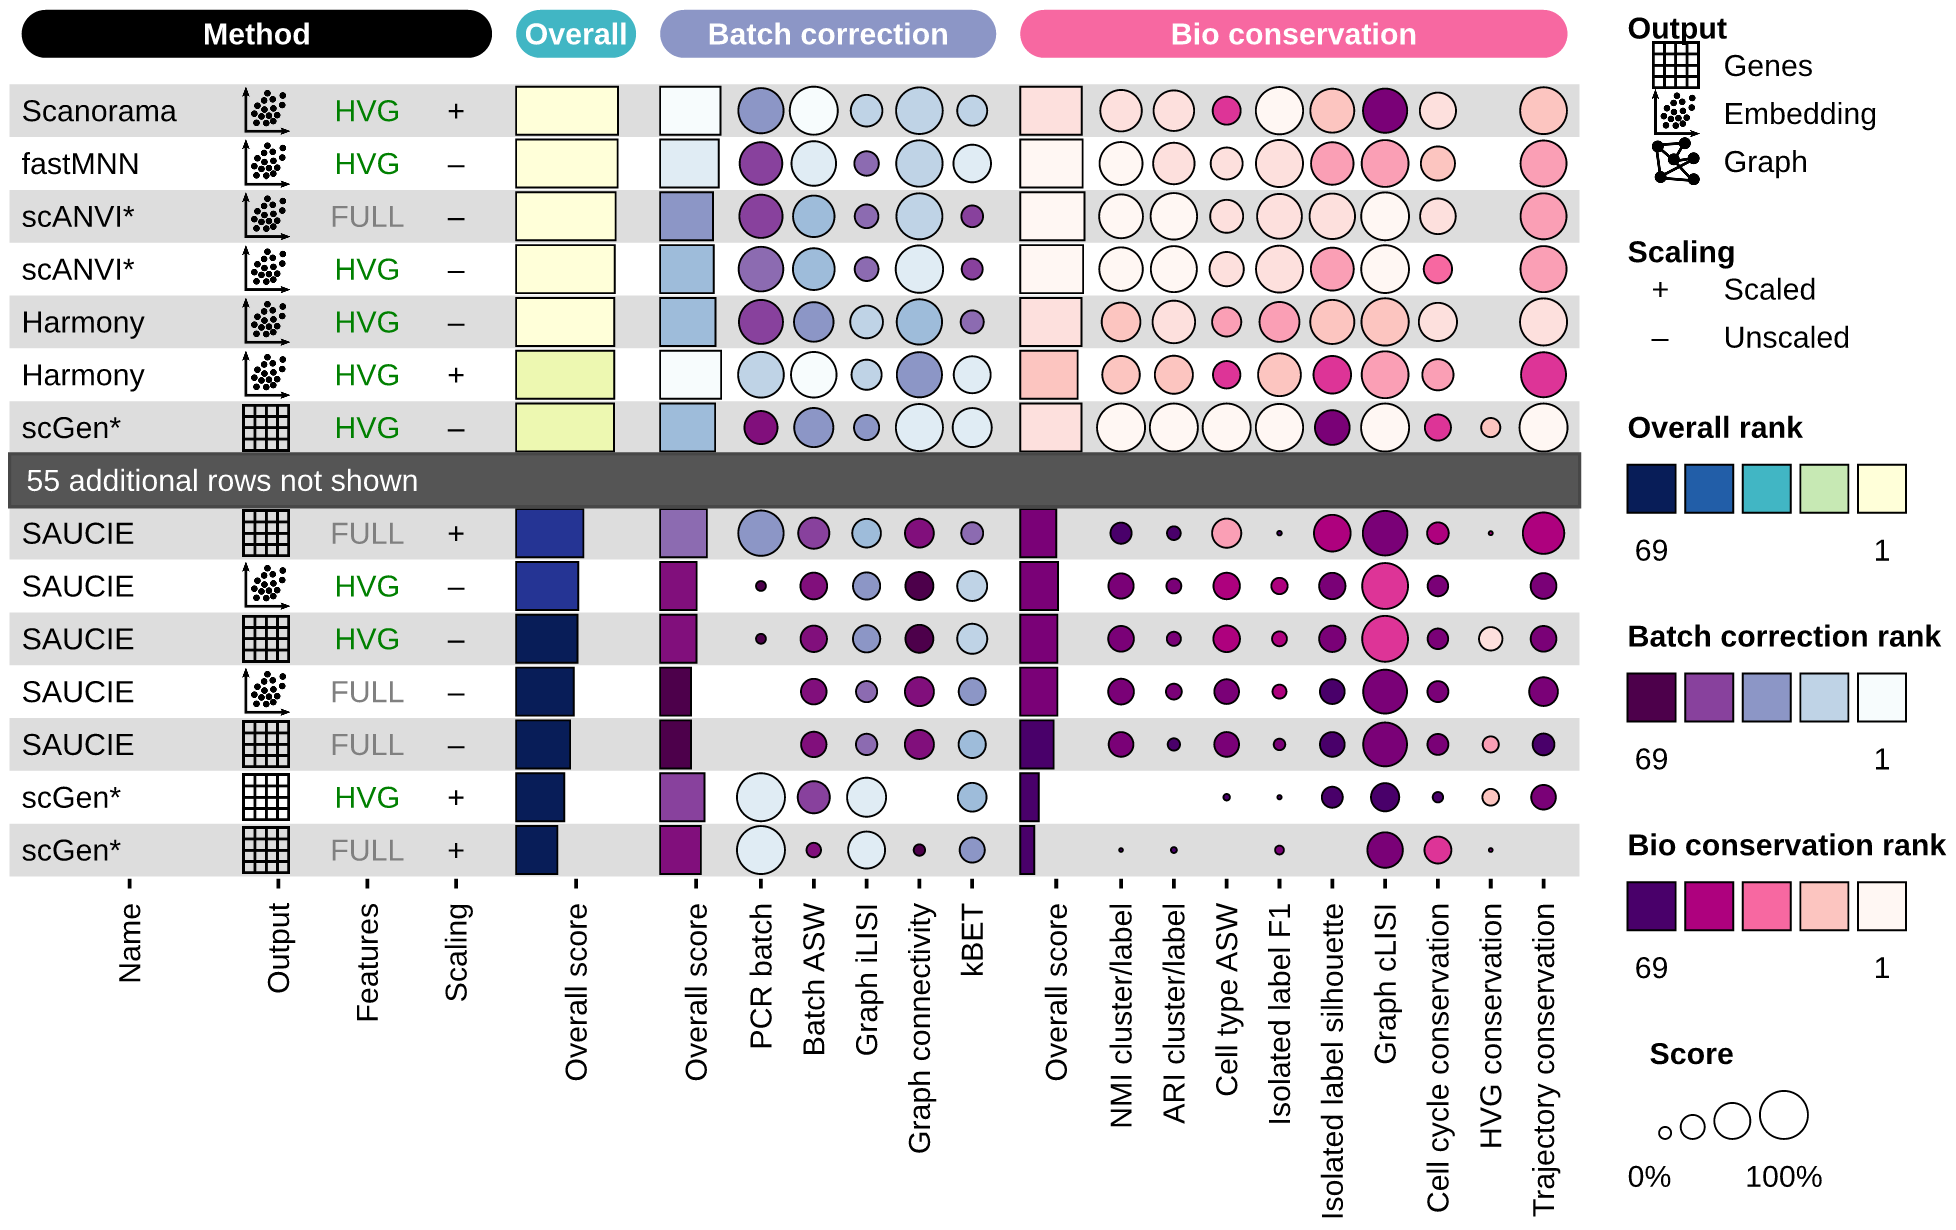 Method Overall Batch correction Bio conservation
Scanorama HVG +
fastMNN HVG –
scANVI* FULL –
scANVI* HVG –
Harmony HVG –
Harmony HVG +
scGen* HVG –
55 additional rows not shown
SAUCIE FULL +
SAUCIE HVG –
SAUCIE HVG –
SAUCIE FULL –
SAUCIE FULL –
scGen* HVG +
scGen* FULL +
Name
Output
Features
Scaling
Overall score
Overall score
PCR batch
Batch ASW
Graph iLISI
Graph connectivity
kBET
Overall score
NMI cluster/label
ARI cluster/label
Cell type ASW
Isolated label F1
Isolated label silhouette
Graph cLISI
Cell cycle conservation
HVG conservation
Trajectory conservation
Output
Genes
Embedding
Graph
Scaling
+ Scaled
– Unscaled
Overall rank
69 1
Batch correction rank
69 1
Bio conservation rank
69 1
Score
0% 100%